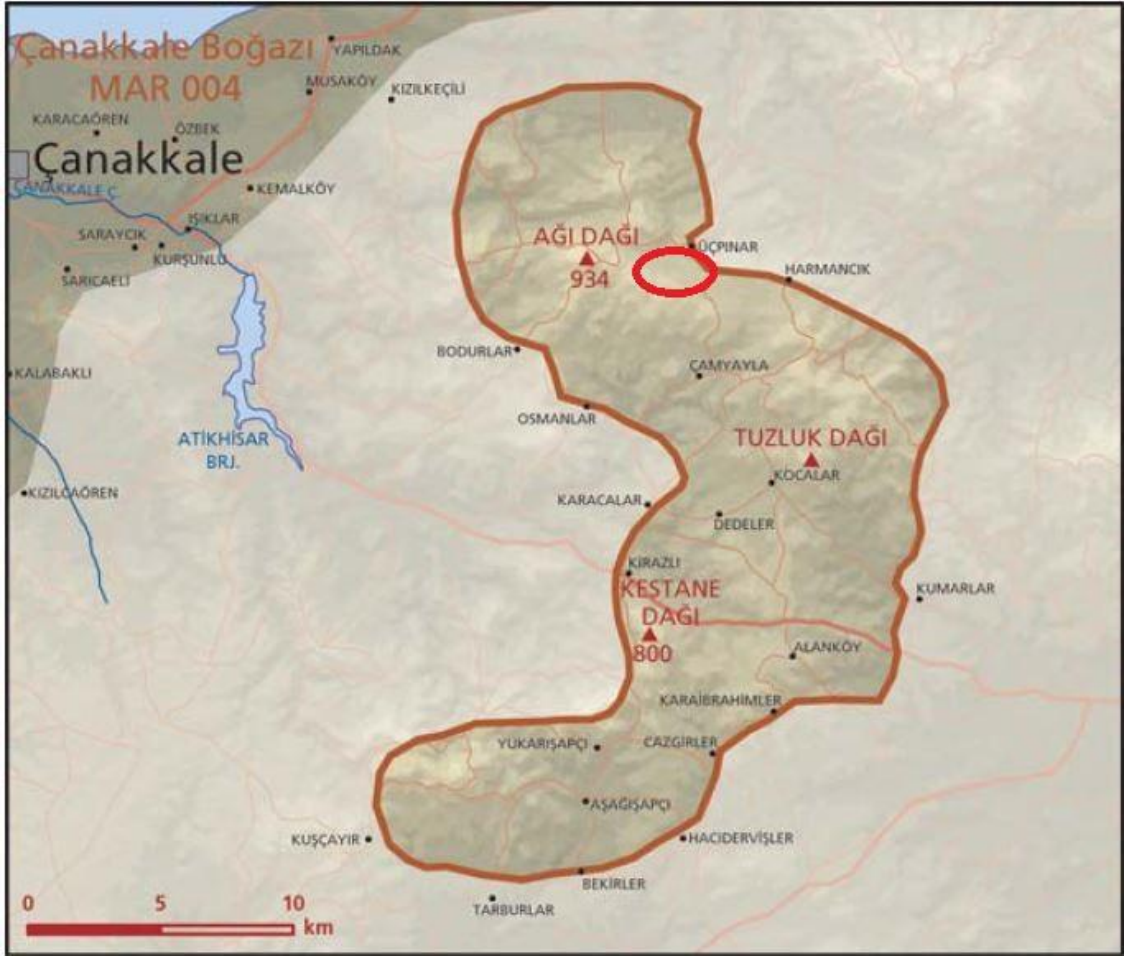 Çanakkale Boğazı
MAR 004
YAPILDAK
MUSAKÖY
KIZILKEÇİLİ
KARACAÖREN
ÖZBEK
Çanakkale
ÇANAKKALE Ç.
KEMALKÖY
IŞIKLAR
SARAYCIK
KURŞUNLU
SARICAELİ
AĞI DAĞI
934
ÜÇPINAR
HARMANCIK
BODURLAR
KALABAKLI
ÇAMYAYLA
OSMANLAR
ATİKHİSAR
BRJ.
TUZLUK DAĞI
KOCALAR
KIZILCAÖREN
KARACALAR
DEDELER
KİRAZLI
KESTANE
DAĞI
800
KUMARLAR
ALANKÖY
KARAİBRAHİMLER
YUKARIŞAPÇI
CAZGİRLER
AŞAĞIŞAPÇI
KUŞÇAYIR
HACIDERVİŞLER
BEKİRLER
TARBURLAR
0 5 10
km